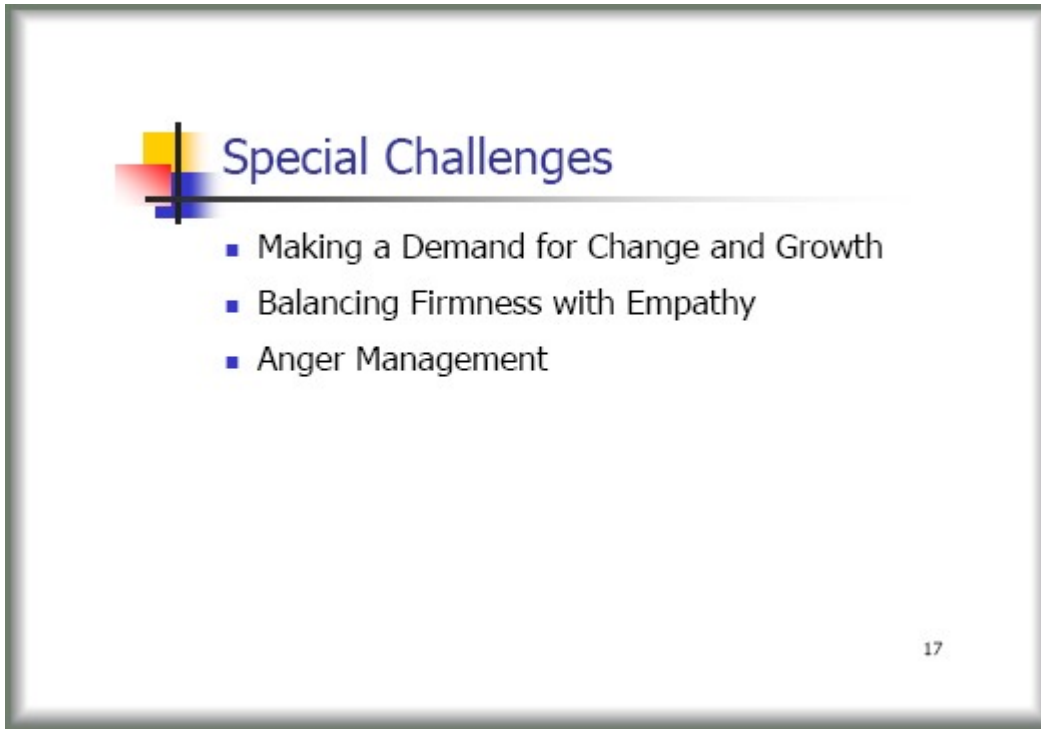 Special Challenges
Making a Demand for Change and Growth
Balancing Firmness with Empathy
Anger Management
17